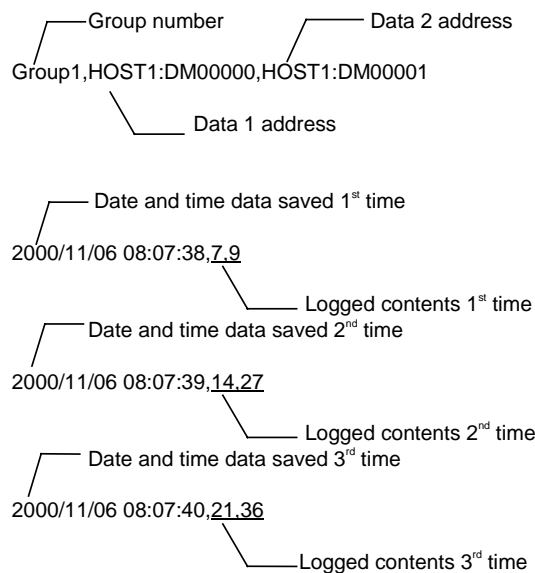 Group number
Data 2 address
Group1,HOST1:DM00000,HOST1:DM00001
Data 1 address
Date and time data saved 1st time
2000/11/06 08:07:38,7,9
Logged contents 1st time
Date and time data saved 2nd time
2000/11/06 08:07:39,14,27
Logged contents 2nd time
Date and time data saved 3rd time
2000/11/06 08:07:40,21,36
Logged contents 3rd time